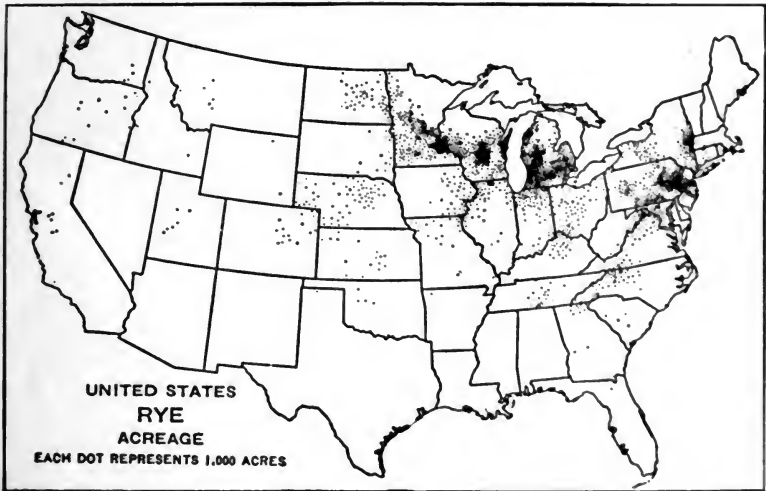 UNITED STATES
RYE
ACREAGE
EACH DOT REPRESENTS 1,000 ACRES